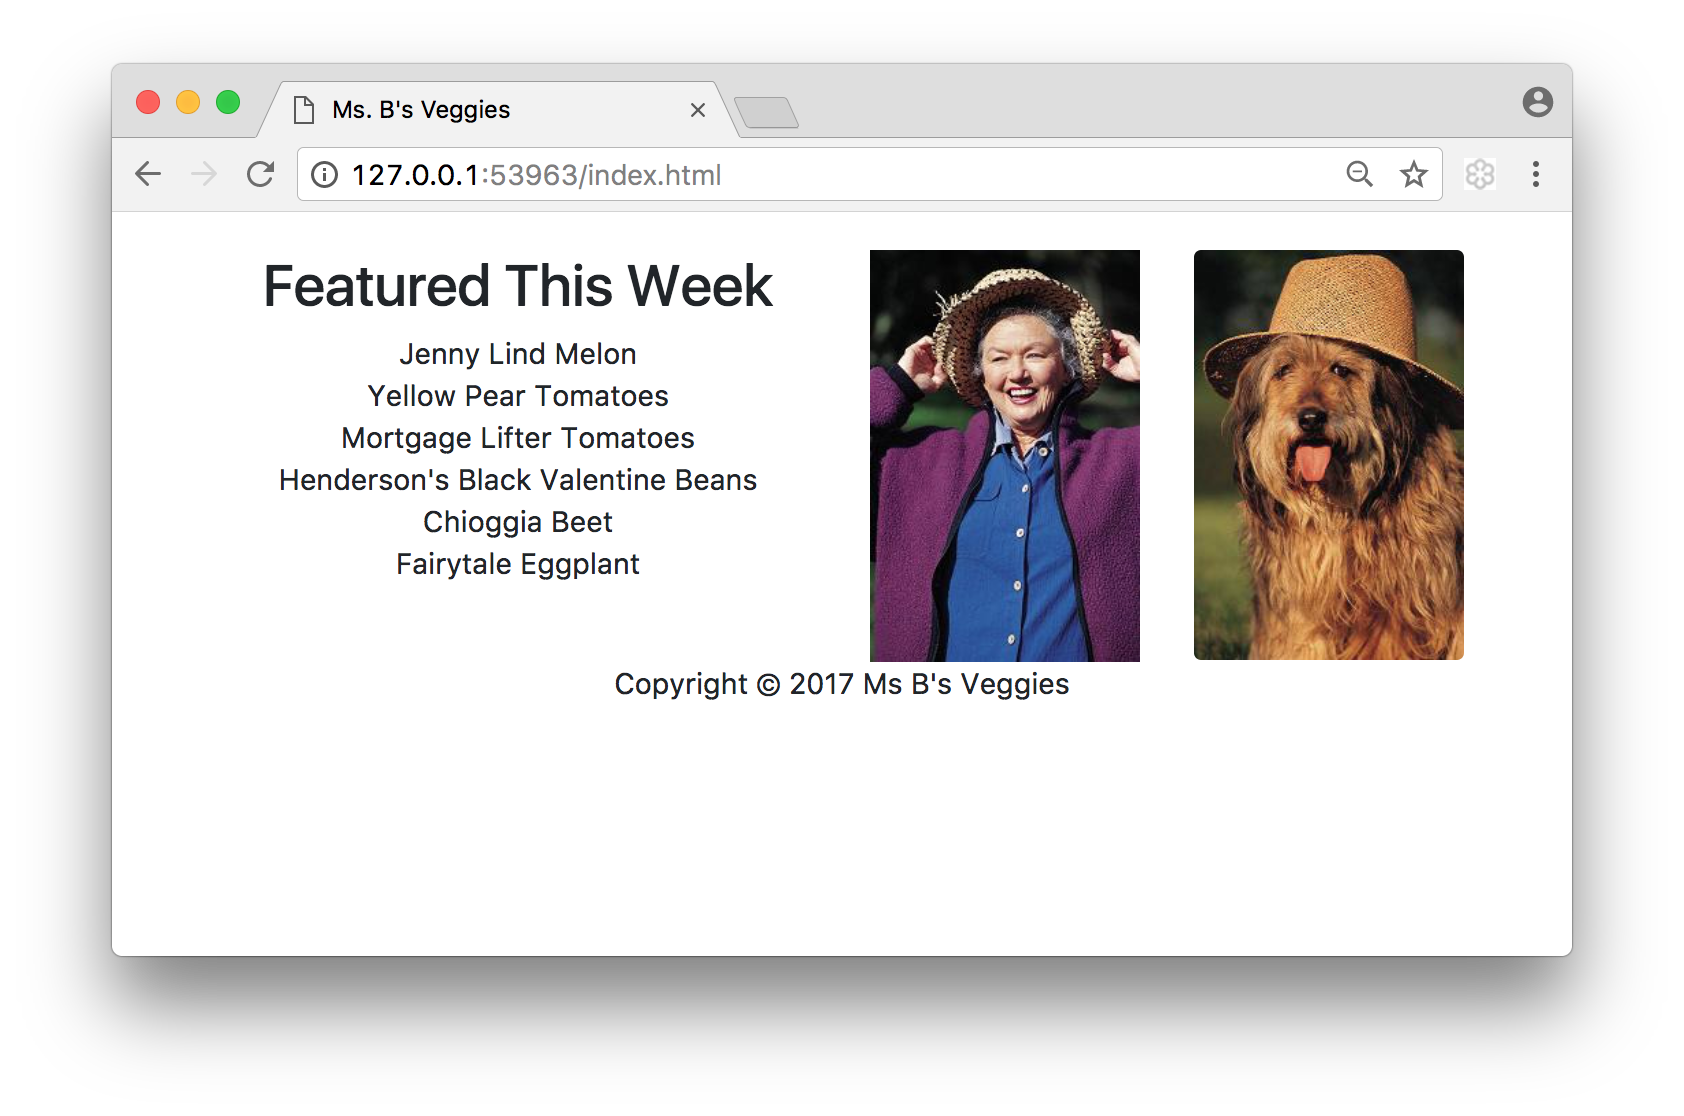 Ms. B's Veggies
127.0.0.1:53963/index.html
Featured This Week
Jenny Lind Melon
Yellow Pear Tomatoes
Mortgage Lifter Tomatoes
Henderson's Black Valentine Beans
Chioggia Beet
Fairytale Eggplant
Copyright © 2017 Ms B's Veggies